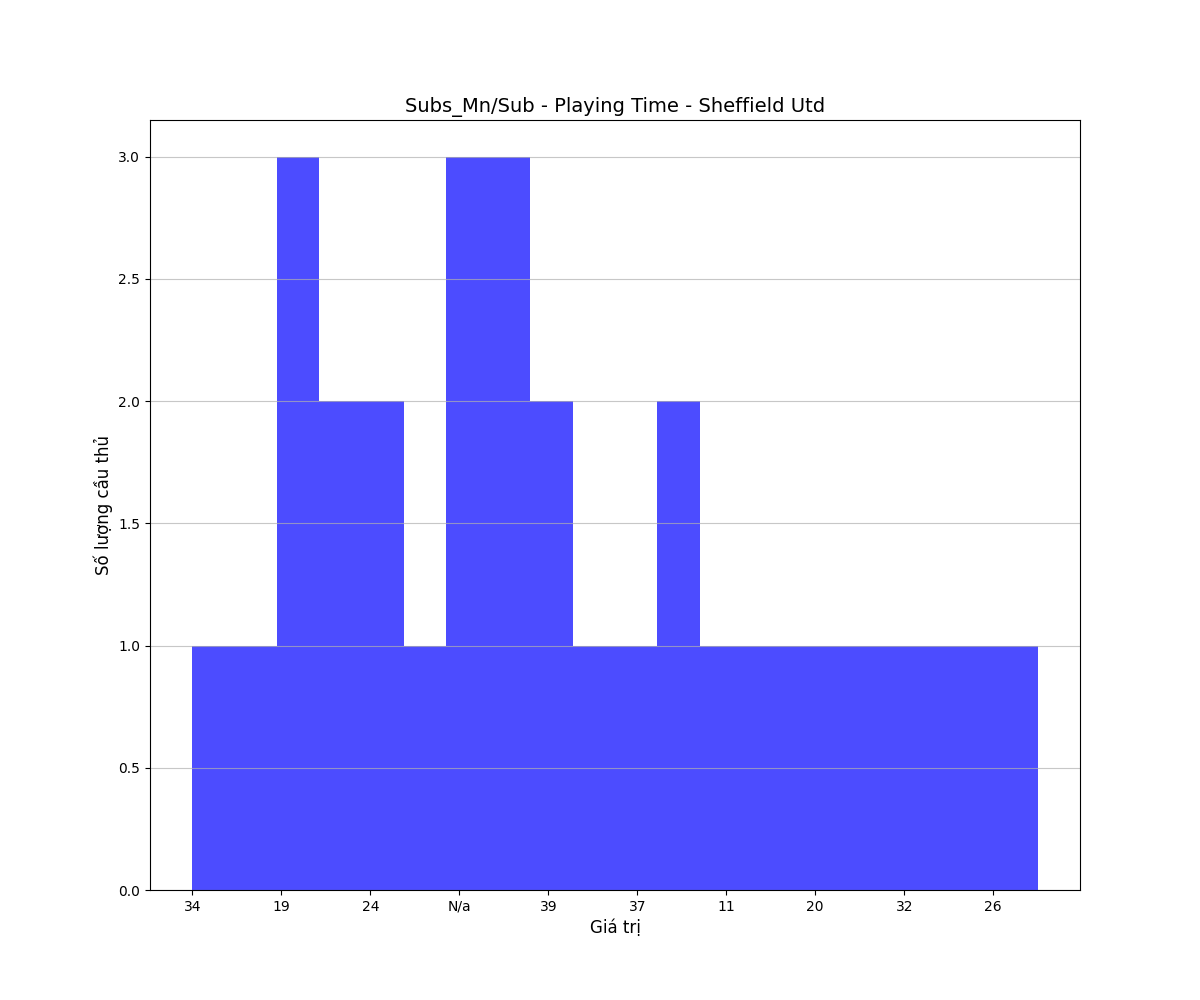 Subs_Mn/Sub - Playing Time - Sheffield Utd
3.0
2.5
2.0
1.5
1.0
0.5
0.0
Số lượng cầu thủ
34 19 24 N/a 39 37 11 20 32 26
Giá trị